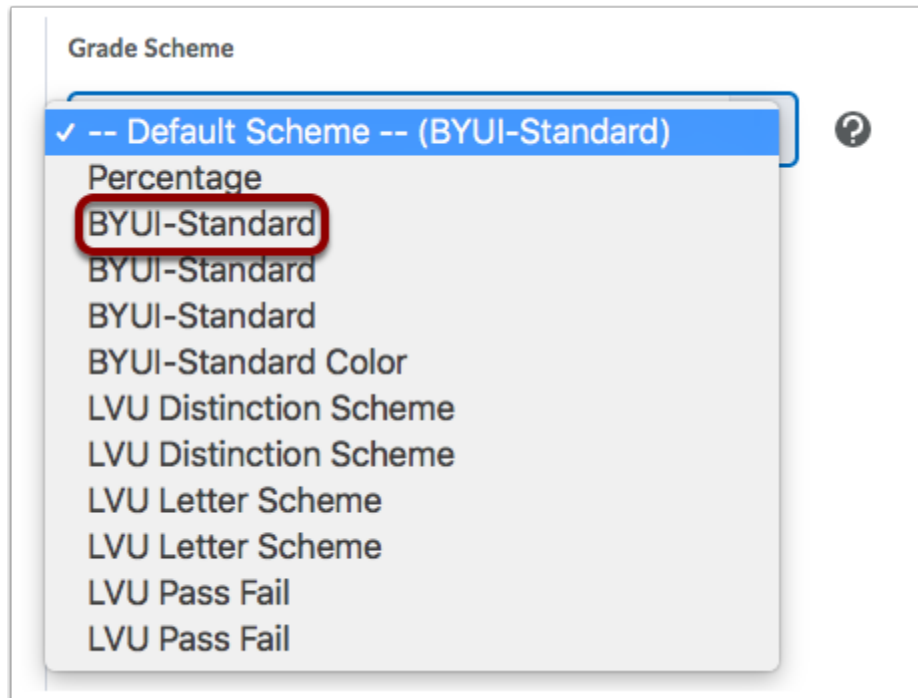 Grade Scheme
✓ -- Default Scheme -- (BYUI-Standard)
Percentage
BYUI-Standard
BYUI-Standard
BYUI-Standard
BYUI-Standard Color
LVU Distinction Scheme
LVU Distinction Scheme
LVU Letter Scheme
LVU Letter Scheme
LVU Pass Fail
LVU Pass Fail